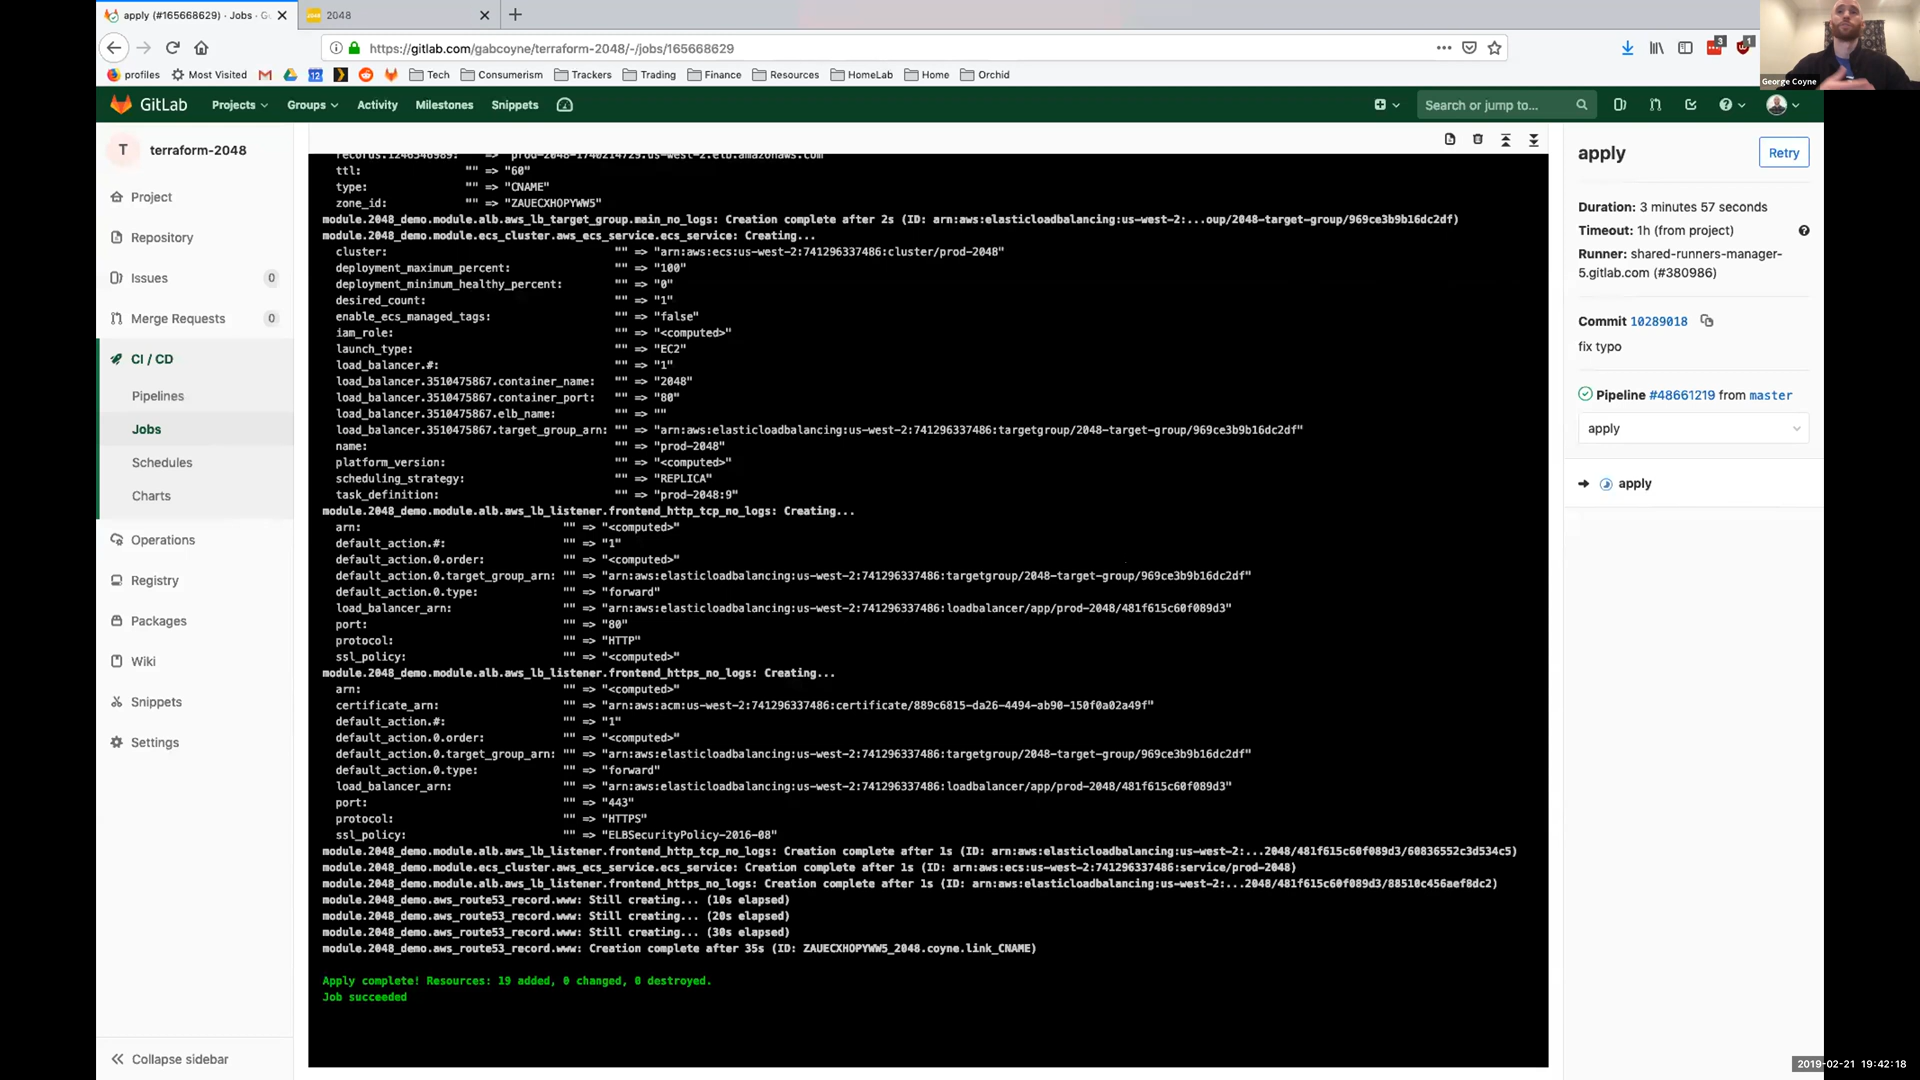 apply (#165668629) · Jobs · G
2048
https://gitlab.com/gabcoyne/terraform-2048/-/jobs/165668629
3
1
profiles
Most Visited
12
Tech
Consumerism
Trackers
Trading
Finance
Resources
HomeLab
Home
Orchid
George Coyne
GitLab
Projects
Groups
Activity
Milestones
Snippets
Search or jump to...
T
terraform-2048
Project
Repository
Issues 0
Merge Requests 0
CI / CD
Pipelines
Jobs
Schedules
Charts
Operations
Registry
Packages
Wiki
Snippets
Settings
Collapse sidebar
records.1246546989: "" => "prod-2048-1740214729.us-west-2.elb.amazonaws.com"
ttl: "" => "60"
type: "" => "CNAME"
zone_id: "" => "ZAUECXHOPYWW5"
module.2048_demo.module.alb.aws_lb_target_group.main_no_logs: Creation complete after 2s (ID: arn:aws:elasticloadbalancing:us-west-2:...oup/2048-target-group/969ce3b9b16dc2df)
module.2048_demo.module.ecs_cluster.aws_ecs_service.ecs_service: Creating...
cluster: "" => "arn:aws:ecs:us-west-2:741296337486:cluster/prod-2048"
deployment_maximum_percent: "" => "100"
deployment_minimum_healthy_percent: "" => "0"
desired_count: "" => "1"
enable_ecs_managed_tags: "" => "false"
iam_role: "" => "<computed>"
launch_type: "" => "EC2"
load_balancer.#: "" => "1"
load_balancer.3510475867.container_name: "" => "2048"
load_balancer.3510475867.container_port: "" => "80"
load_balancer.3510475867.elb_name: "" => ""
load_balancer.3510475867.target_group_arn: "" => "arn:aws:elasticloadbalancing:us-west-2:741296337486:targetgroup/2048-target-group/969ce3b9b16dc2df"
name: "" => "prod-2048"
platform_version: "" => "<computed>"
scheduling_strategy: "" => "REPLICA"
task_definition: "" => "prod-2048:9"
module.2048_demo.module.alb.aws_lb_listener.frontend_http_tcp_no_logs: Creating...
arn: "" => "<computed>"
default_action.#: "" => "1"
default_action.0.order: "" => "<computed>"
default_action.0.target_group_arn: "" => "arn:aws:elasticloadbalancing:us-west-2:741296337486:targetgroup/2048-target-group/969ce3b9b16dc2df"
default_action.0.type: "" => "forward"
load_balancer_arn: "" => "arn:aws:elasticloadbalancing:us-west-2:741296337486:loadbalancer/app/prod-2048/481f615c60f089d3"
port: "" => "80"
protocol: "" => "HTTP"
ssl_policy: "" => "<computed>"
module.2048_demo.module.alb.aws_lb_listener.frontend_https_no_logs: Creating...
arn: "" => "<computed>"
certificate_arn: "" => "arn:aws:acm:us-west-2:741296337486:certificate/889c6815-da26-4494-ab90-150f0a02a49f"
default_action.#: "" => "1"
default_action.0.order: "" => "<computed>"
default_action.0.target_group_arn: "" => "arn:aws:elasticloadbalancing:us-west-2:741296337486:targetgroup/2048-target-group/969ce3b9b16dc2df"
default_action.0.type: "" => "forward"
load_balancer_arn: "" => "arn:aws:elasticloadbalancing:us-west-2:741296337486:loadbalancer/app/prod-2048/481f615c60f089d3"
port: "" => "443"
protocol: "" => "HTTPS"
ssl_policy: "" => "ELBSecurityPolicy-2016-08"
module.2048_demo.module.alb.aws_lb_listener.frontend_http_tcp_no_logs: Creation complete after 1s (ID: arn:aws:elasticloadbalancing:us-west-2:...2048/481f615c60f089d3/60836552c3d534c5)
module.2048_demo.module.ecs_cluster.aws_ecs_service.ecs_service: Creation complete after 1s (ID: arn:aws:ecs:us-west-2:741296337486:service/prod-2048)
module.2048_demo.module.alb.aws_lb_listener.frontend_https_no_logs: Creation complete after 1s (ID: arn:aws:elasticloadbalancing:us-west-2:...2048/481f615c60f089d3/88510c456aef8dc2)
module.2048_demo.aws_route53_record.www: Still creating... (10s elapsed)
module.2048_demo.aws_route53_record.www: Still creating... (20s elapsed)
module.2048_demo.aws_route53_record.www: Still creating... (30s elapsed)
module.2048_demo.aws_route53_record.www: Creation complete after 35s (ID: ZAUECXHOPYWW5_2048.coyne.link_CNAME)
Apply complete! Resources: 19 added, 0 changed, 0 destroyed.
Job succeeded
apply
Retry
Duration: 3 minutes 57 seconds
Timeout: 1h (from project)
Runner: shared-runners-manager-
5.gitlab.com (#380986)
Commit 10289018
fix typo
Pipeline #48661219 from master
apply
apply
2019-02-21 19:42:18